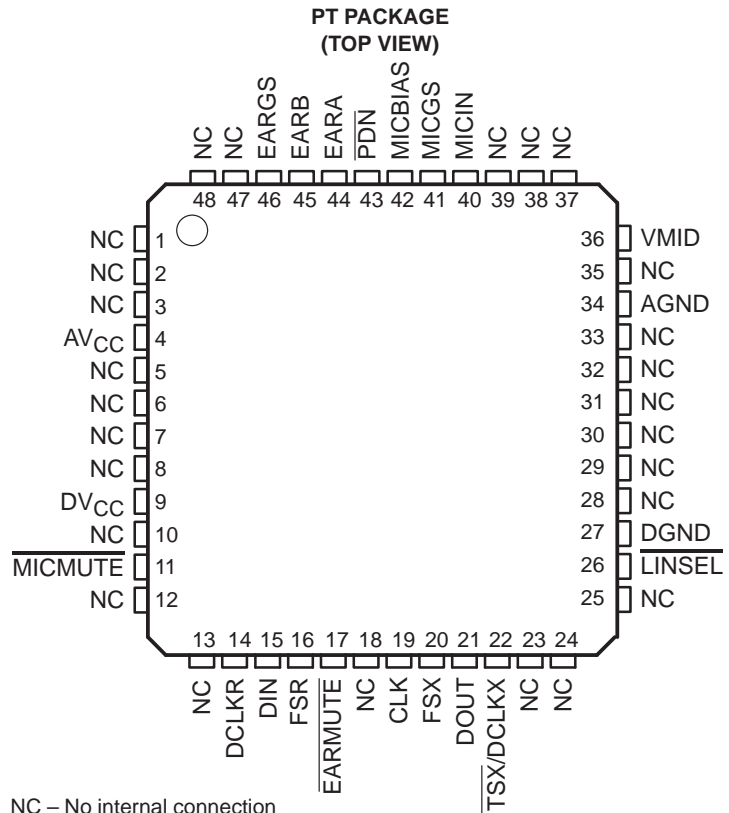 PT PACKAGE
(TOP VIEW)
NC NC EARGS EARB EARA PDN MICBIAS MICGS MICIN NC NC NC
48 47 46 45 44 43 42 41 40 39 38 37
NC 1
NC 2
NC 3
AVCC 4
NC 5
NC 6
NC 7
NC 8
DVCC 9
NC 10
MICMUTE 11
NC 12
36 VMID
35 NC
34 AGND
33 NC
32 NC
31 NC
30 NC
29 NC
28 NC
27 DGND
26 LINSEL
25 NC
13 14 15 16 17 18 19 20 21 22 23 24
NC DCLKR DIN FSR EARMUTE NC CLK FSX DOUT TSX/DCLKX NC NC
NC – No internal connection